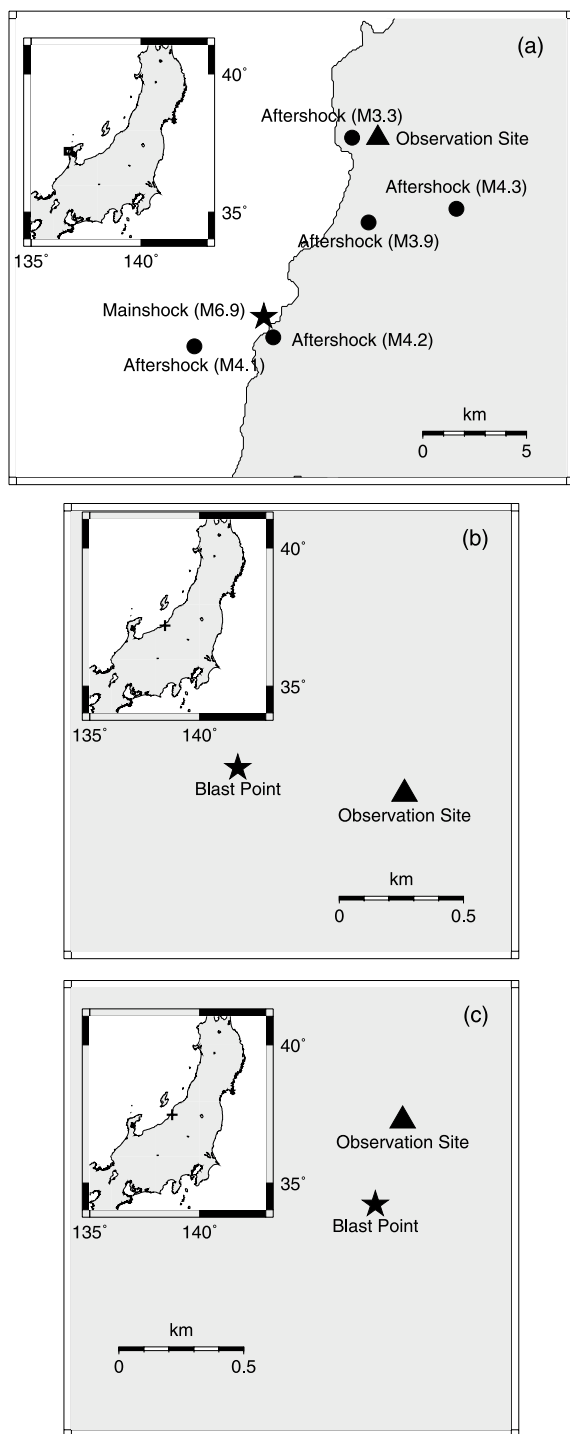 (a)
40°
Aftershock (M3.3)
Observation Site
Aftershock (M4.3)
35°
Aftershock (M3.9)
135°
140°
Mainshock (M6.9)
Aftershock (M4.2)
Aftershock (M4.1)
km
0 5
(b)
40°
35°
135°
140°
Blast Point
Observation Site
km
0 0.5
(c)
40°
Observation Site
35°
135°
140°
Blast Point
km
0 0.5